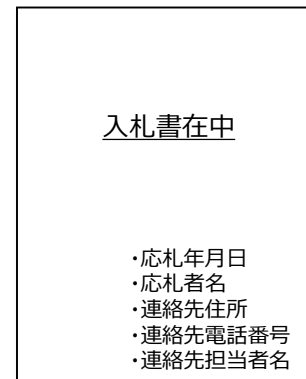 入札書在中
・応札年月日
・応札者名
・連絡先住所
・連絡先電話番号
・連絡先担当者名